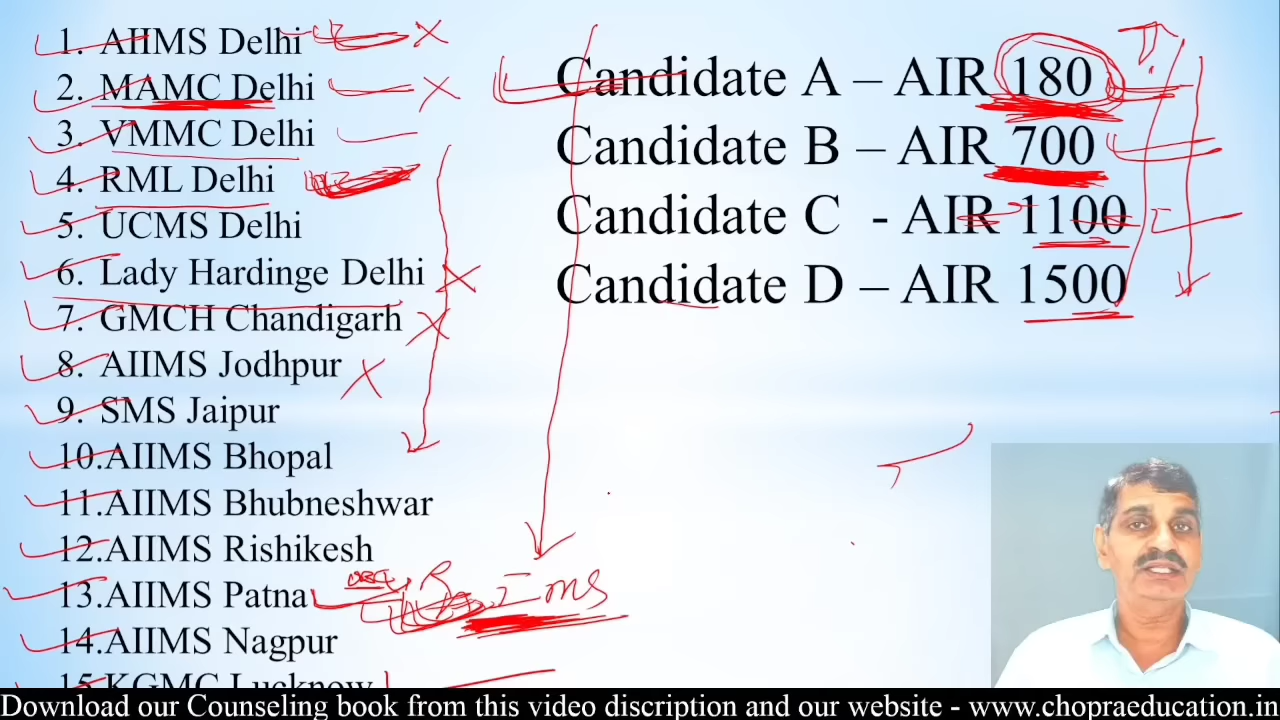 1. AIIMS Delhi
2. MAMC Delhi
3. VMMC Delhi
4. RML Delhi
5. UCMS Delhi
6. Lady Hardinge Delhi
7. GMCH Chandigarh
8. AIIMS Jodhpur
9. SMS Jaipur
10.AIIMS Bhopal
11.AIIMS Bhubneshwar
12.AIIMS Rishikesh
13.AIIMS Patna
14.AIIMS Nagpur
15.KGMC Lucknow
Candidate A – AIR 180
Candidate B – AIR 700
Candidate C - AIR 1100
Candidate D – AIR 1500
Download our Counseling book from this video discription and our website - www.chopraeducation.in